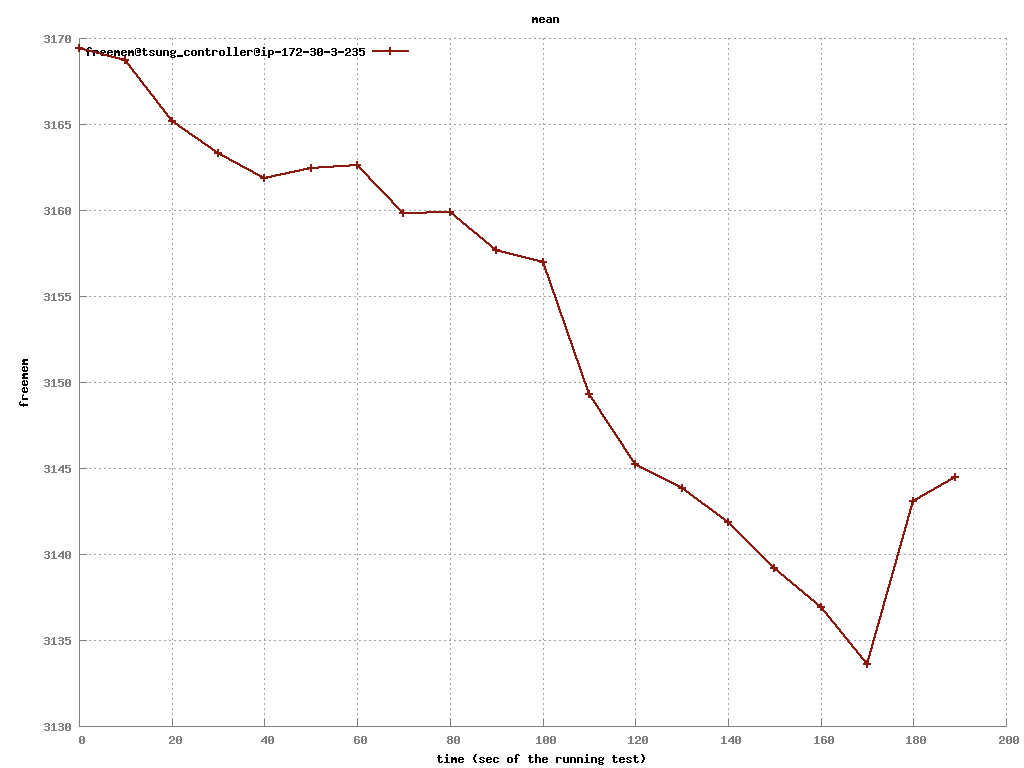 mean
3170
freemem@tsung_controller@ip-172-30-3-235
3165
3160
3155
3150
3145
3140
3135
3130
freemem
0 20 40 60 80 100 120 140 160 180 200
time (sec of the running test)